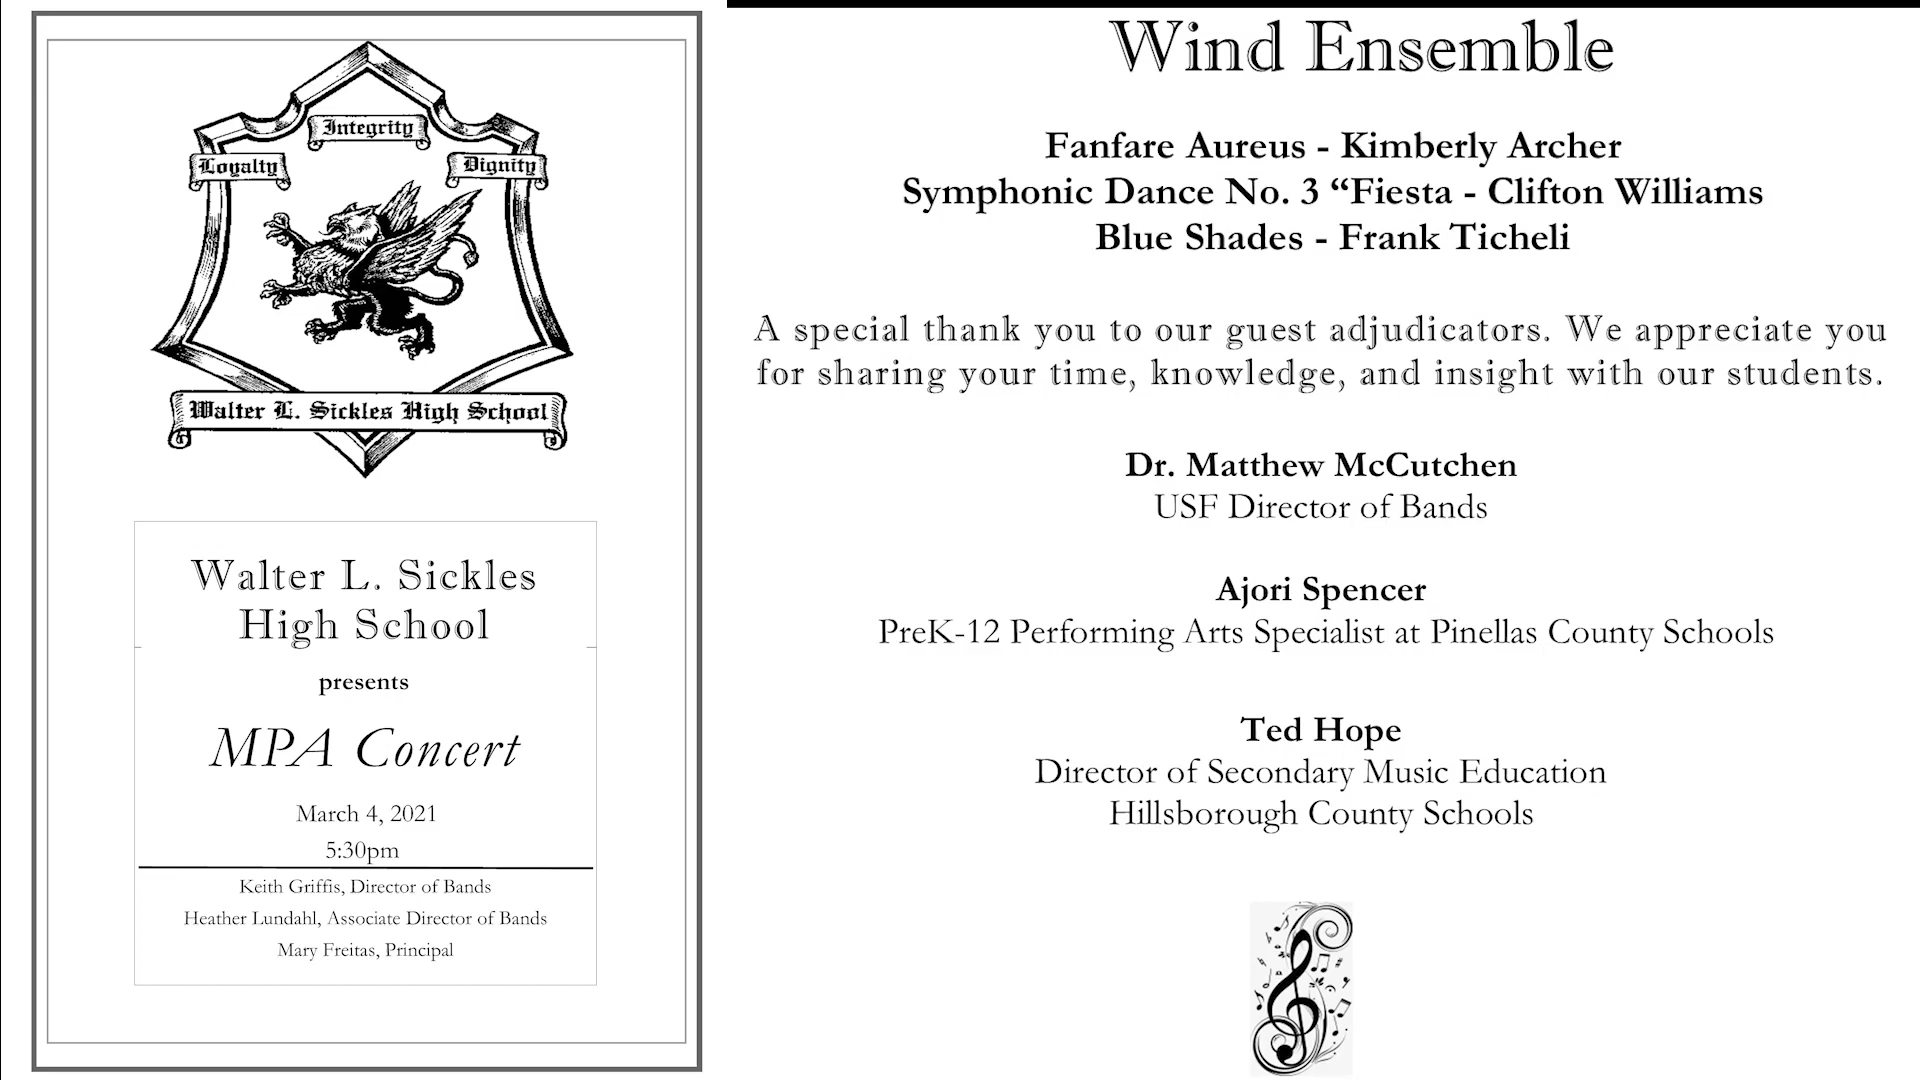 Integrity
Loyalty
Dignity
Walter L. Sickles High School
Walter L. Sickles
High School
presents
MPA Concert
March 4, 2021
5:30pm
Keith Griffis, Director of Bands
Heather Lundahl, Associate Director of Bands
Mary Freitas, Principal
Wind Ensemble
Fanfare Aureus - Kimberly Archer
Symphonic Dance No. 3 “Fiesta - Clifton Williams
Blue Shades - Frank Ticheli
A special thank you to our guest adjudicators. We appreciate you
for sharing your time, knowledge, and insight with our students.
Dr. Matthew McCutchen
USF Director of Bands
Ajori Spencer
PreK-12 Performing Arts Specialist at Pinellas County Schools
Ted Hope
Director of Secondary Music Education
Hillsborough County Schools